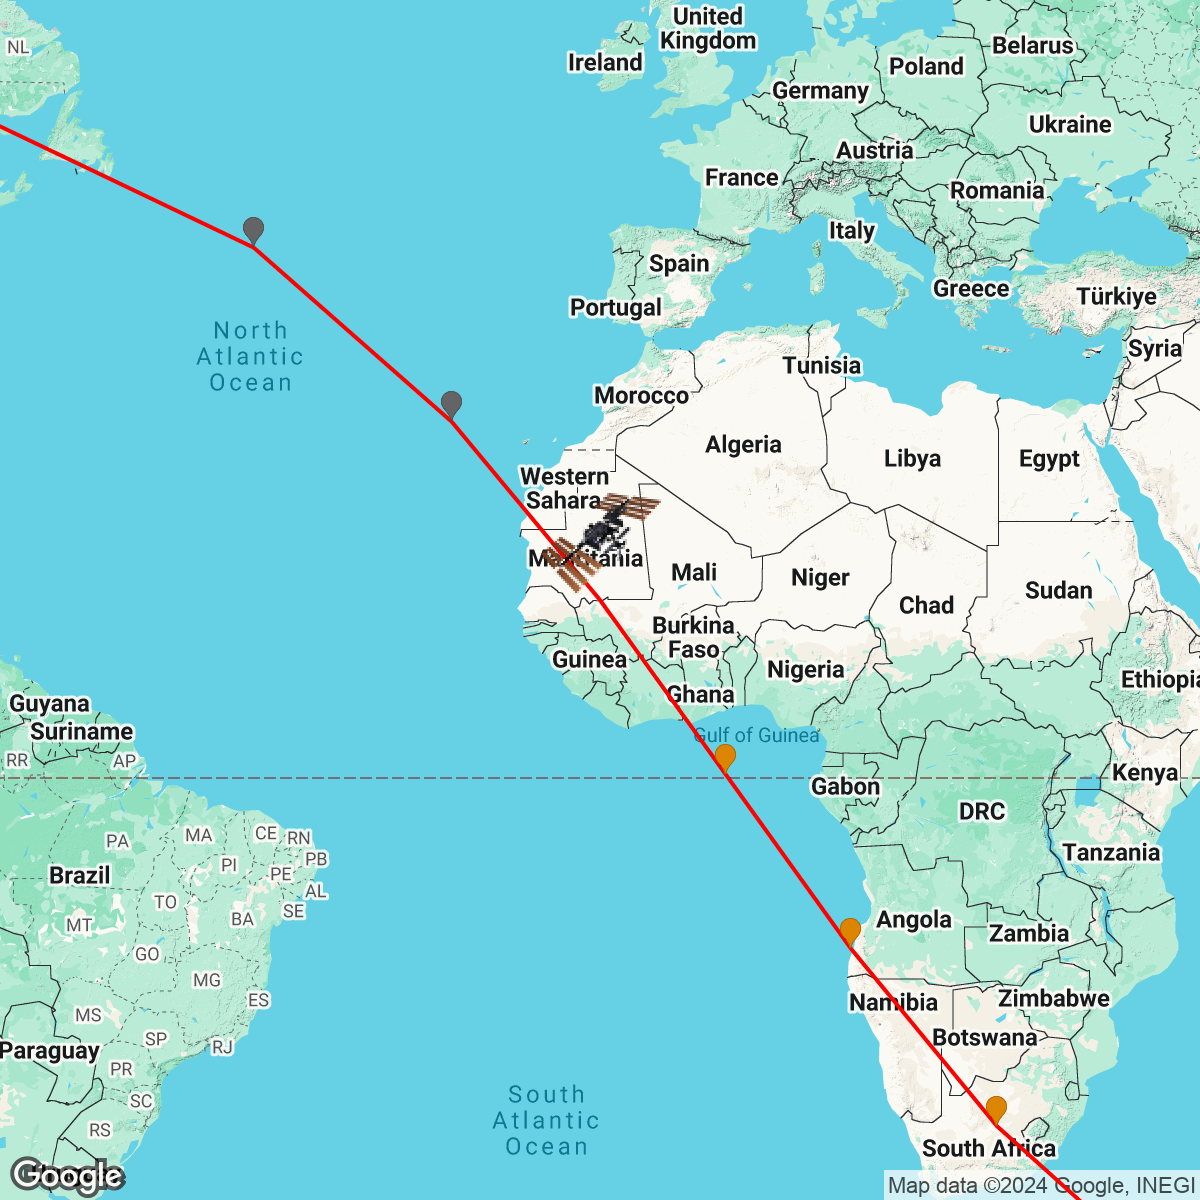 NL
United
Kingdom
Ireland
Belarus
Poland
Germany
Ukraine
Austria
France
Romania
Italy
Spain
Greece
Türkiye
Portugal
North
Atlantic
Ocean
Syria
Tunisia
Morocco
Algeria
Libya
Egypt
Western
Sahara
Mali
Niger
Chad
Sudan
Burkina
Faso
Guinea
Nigeria
Ethiopia
Ghana
Guyana
Suriname
Gulf of Guinea
RR
AP
Gabon
Kenya
DRC
PA
MA
CE
RN
PB
PI
PE
AL
Brazil
TO
SE
MT
BA
Tanzania
Angola
Zambia
GO
MG
ES
Namibia
Zimbabwe
MS
SP
RJ
Botswana
Paraguay
PR
SC
RS
South
Atlantic
Ocean
South Africa
Google
Map data ©2024 Google, INEGI